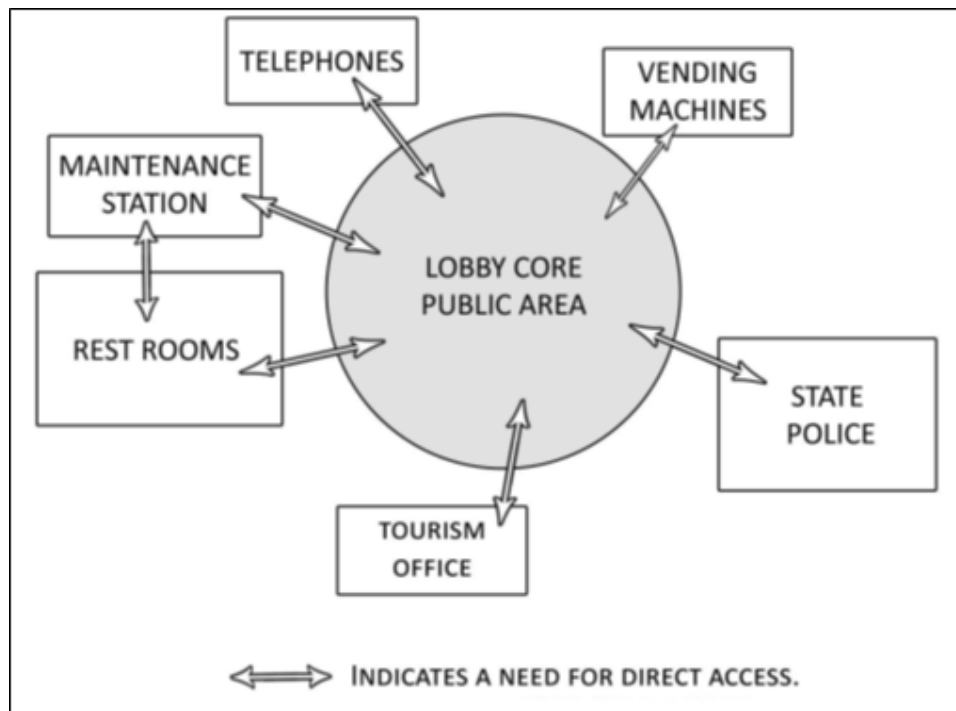 TELEPHONES
VENDING
MACHINES
MAINTENANCE
STATION
LOBBY CORE
PUBLIC AREA
REST ROOMS
STATE
POLICE
TOURISM
OFFICE
INDICATES A NEED FOR DIRECT ACCESS.